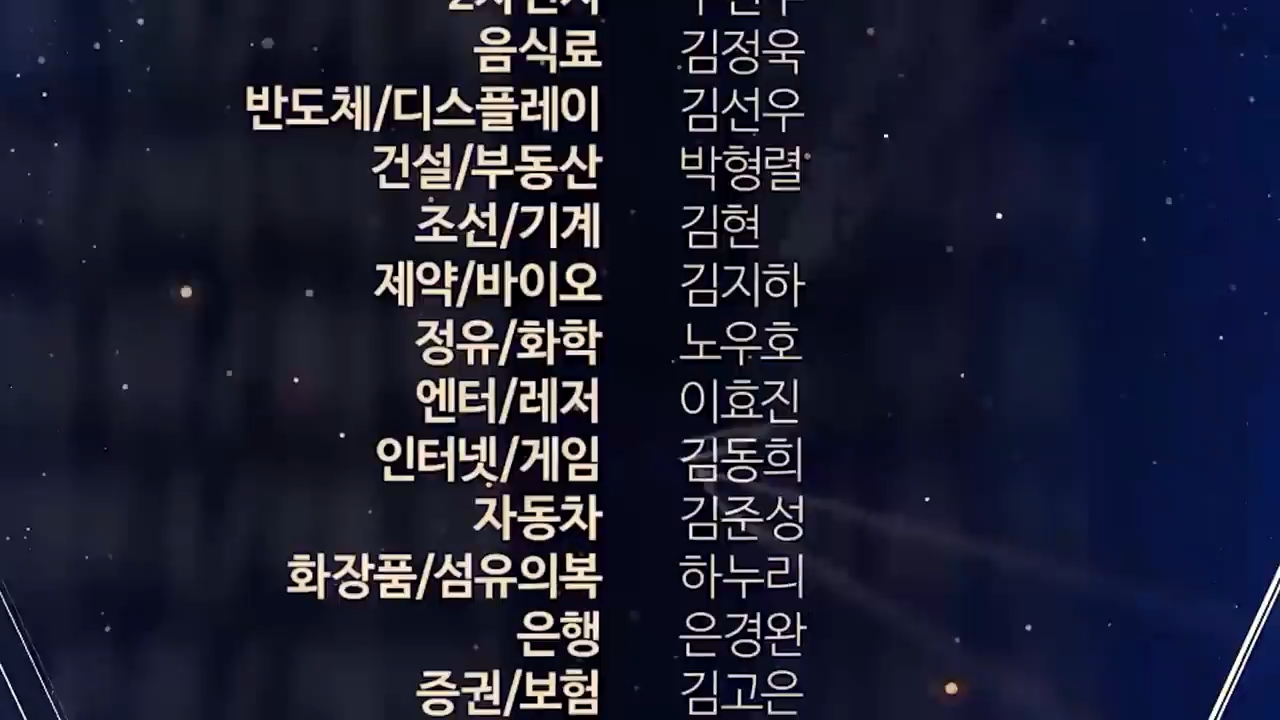 음식료 김정욱
반도체/디스플레이 김선우
건설/부동산 박형렬
조선/기계 김현
제약/바이오 김지하
정유/화학 노우호
엔터/레저 이효진
인터넷/게임 김동희
자동차 김준성
화장품/섬유의복 하누리
은행 은경완
증권/보험 김고은